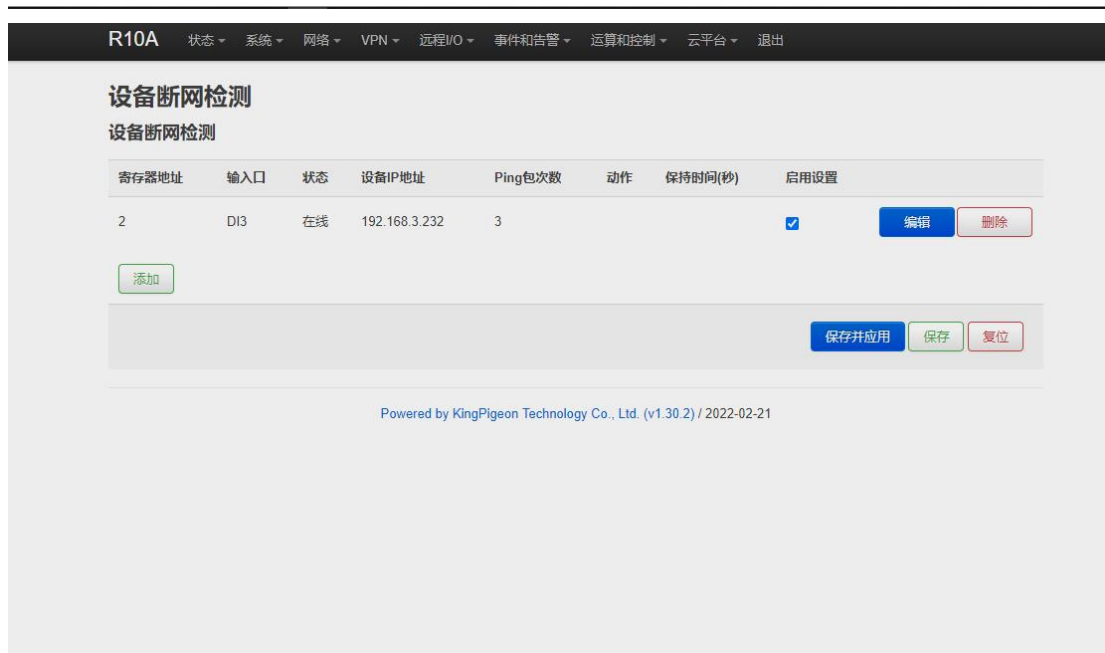 R10A 状态 系统 网络 VPN 远程I/O 事件和告警 运算和控制 云平台 退出
设备断网检测
设备断网检测
寄存器地址 输入口 状态 设备IP地址 Ping包次数 动作 保持时间(秒) 启用设置
2 DI3 在线 192.168.3.232 3 编辑 删除
添加
保存并应用 保存 复位
Powered by KingPigeon Technology Co., Ltd. (v1.30.2) / 2022-02-21